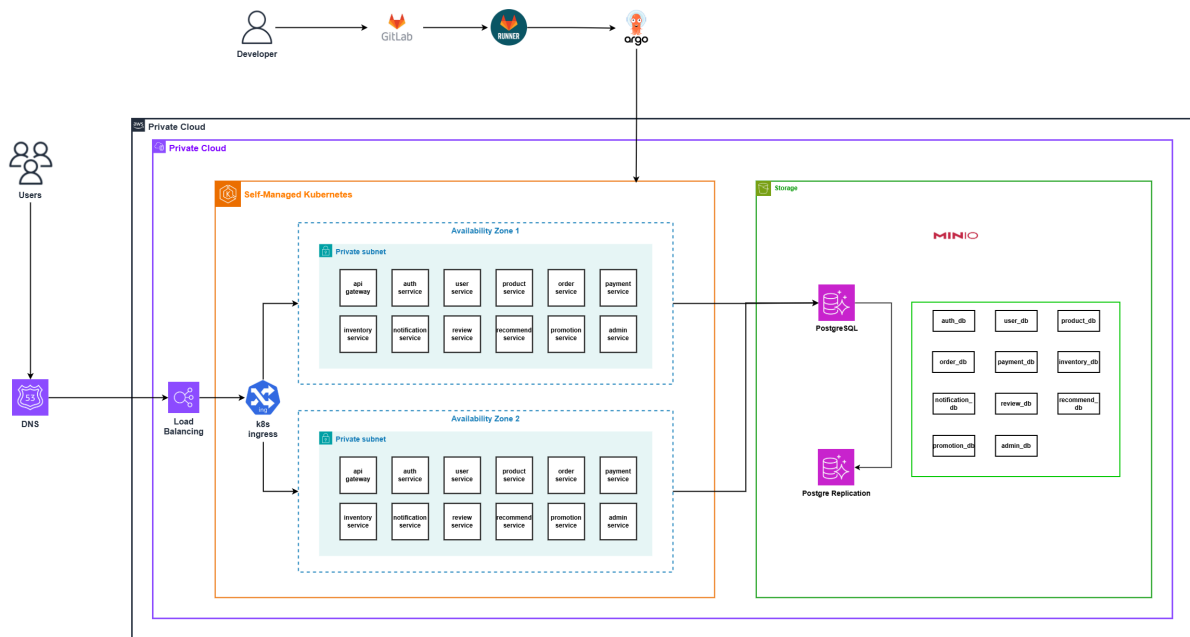 Developer
GitLab
RUNNER
argo
aws
Private Cloud
Private Cloud
Users
Self-Managed Kubernetes
Storage
Availability Zone 1
Private subnet
MINIO
api
gateway
auth
serrvice
user
service
product
service
order
service
payment
service
inventory
service
notification
service
review
service
recommend
service
promotion
service
admin
service
PostgreSQL
auth_db
user_db
product_db
order_db
payment_db
inventory_db
notification_
db
review_db
recommend_
db
promotion_db
admin_db
53
DNS
Load
Balancing
ing
k8s
ingress
Availability Zone 2
Private subnet
api
gateway
auth
serrvice
user
service
product
service
order
service
payment
service
inventory
service
notification
service
review
service
recommend
service
promotion
service
admin
service
Postgre Replication